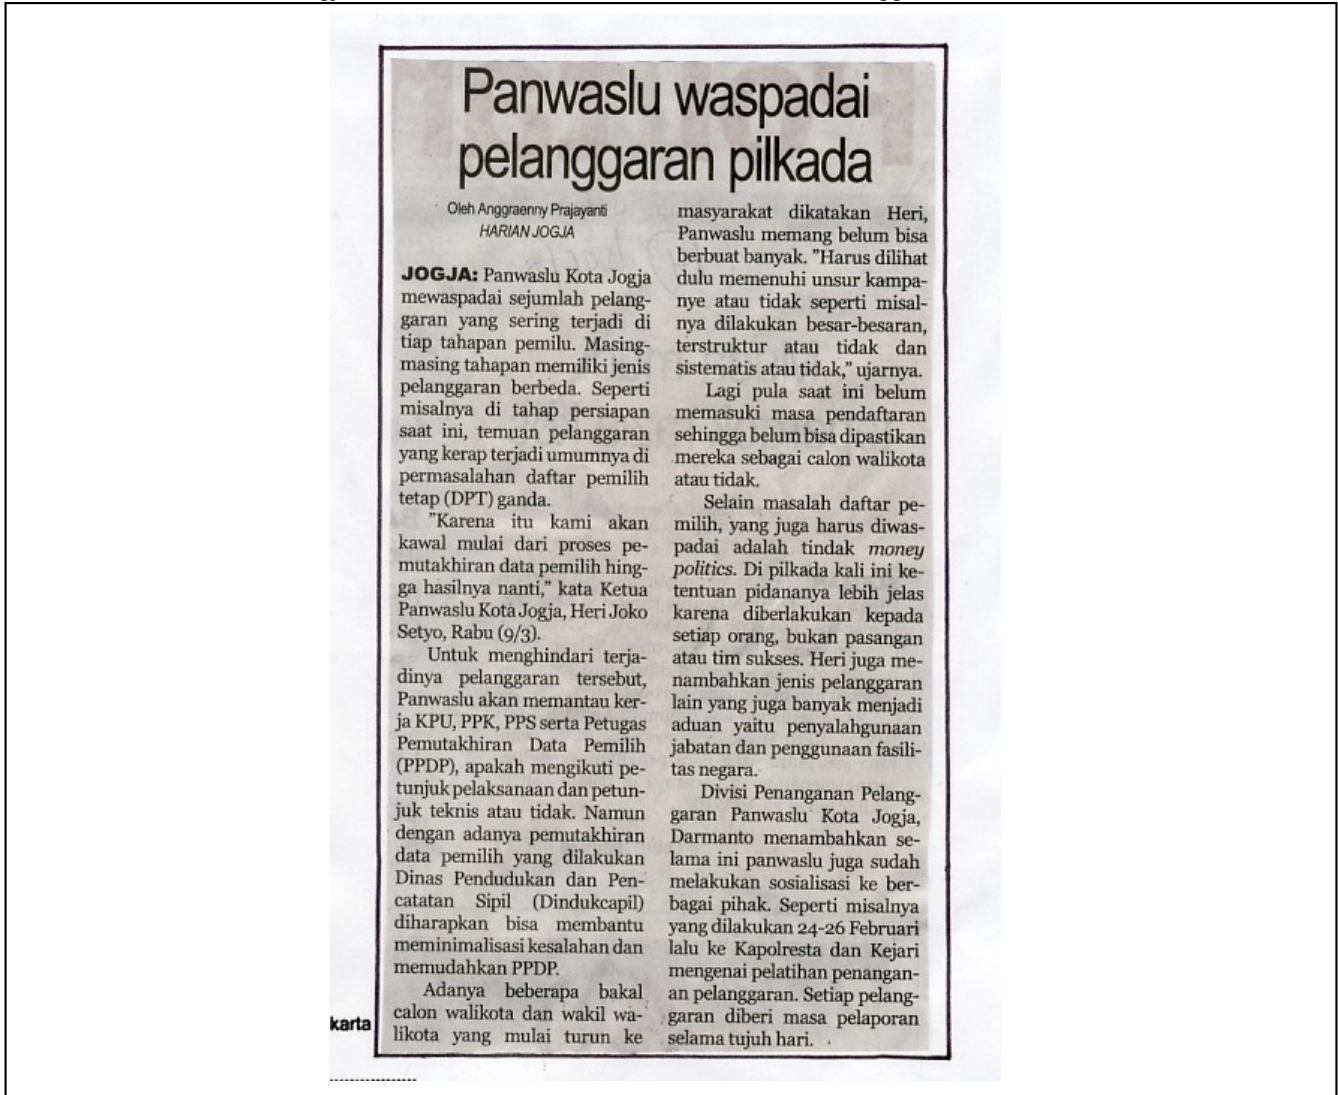 Panwaslu waspadai
pelanggaran pilkada
Oleh Anggraenny Prajayanti
HARIAN JOGJA
JOGJA: Panwaslu Kota Jogja
mewaspadai sejumlah pelang-
garan yang sering terjadi di
tiap tahapan pemilu. Masing-
masing tahapan memiliki jenis
pelanggaran berbeda. Seperti
misalnya di tahap persiapan
saat ini, temuan pelanggaran
yang kerap terjadi umumnya di
permasalahan daftar pemilih
tetap (DPT) ganda.
"Karena itu kami akan
kawal mulai dari proses pe-
mutakhiran data pemilih hing-
ga hasilnya nanti," kata Ketua
Panwaslu Kota Jogja, Heri Joko
Setyo, Rabu (9/3).
Untuk menghindari terja-
dinya pelanggaran tersebut,
Panwaslu akan memantau ker-
ja KPU, PPK, PPS serta Petugas
Pemutakhiran Data Pemilih
(PPDP), apakah mengikuti pe-
tunjuk pelaksanaan dan petun-
juk teknis atau tidak. Namun
dengan adanya pemutakhiran
data pemilih yang dilakukan
Dinas Pendudukan dan Pen-
catatan Sipil (Dindukcapil)
diharapkan bisa membantu
meminimalisasi kesalahan dan
memudahkan PPDP.
Adanya beberapa bakal
calon walikota dan wakil wa-
likota yang mulai turun ke
masyarakat dikatakan Heri,
Panwaslu memang belum bisa
berbuat banyak. "Harus dilihat
dulu memenuhi unsur kampa-
nye atau tidak seperti misal-
nya dilakukan besar-besaran,
terstruktur atau tidak dan
sistematis atau tidak," ujarnya.
Lagi pula saat ini belum
memasuki masa pendaftaran
sehingga belum bisa dipastikan
mereka sebagai calon walikota
atau tidak.
Selain masalah daftar pe-
milih, yang juga harus diwas-
padai adalah tindak money
politics. Di pilkada kali ini ke-
tentuan pidananya lebih jelas
karena diberlakukan kepada
setiap orang, bukan pasangan
atau tim sukses. Heri juga me-
nambahkan jenis pelanggaran
lain yang juga banyak menjadi
aduan yaitu penyalahgunaan
jabatan dan penggunaan fasili-
tas negara.
Divisi Penanganan Pelang-
garan Panwaslu Kota Jogja,
Darmanto menambahkan se-
lama ini panwaslu juga sudah
melakukan sosialisasi ke ber-
bagai pihak. Seperti misalnya
yang dilakukan 24-26 Februari
lalu ke Kapolresta dan Kejari
mengenai pelatihan penangan-
an pelanggaran. Setiap pelang-
garan diberi masa pelaporan
selama tujuh hari.
karta